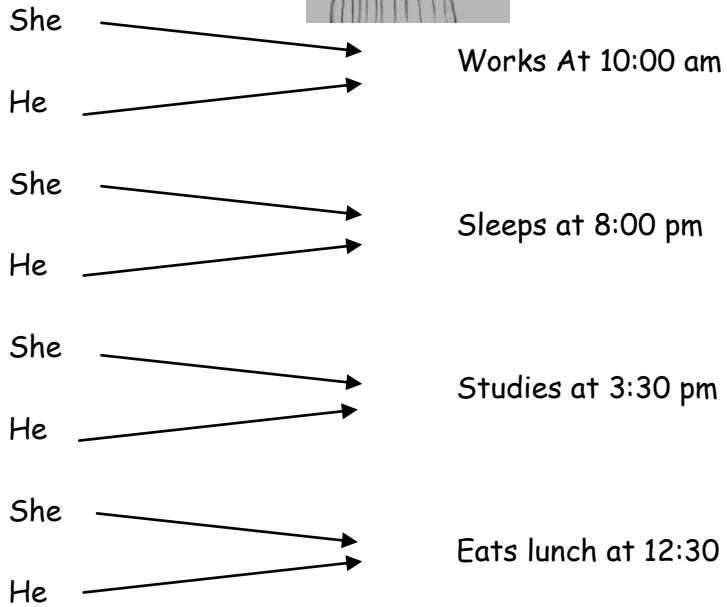 She
Works At 10:00 am
He
She
Sleeps at 8:00 pm
He
She
Studies at 3:30 pm
He
She
Eats lunch at 12:30
He